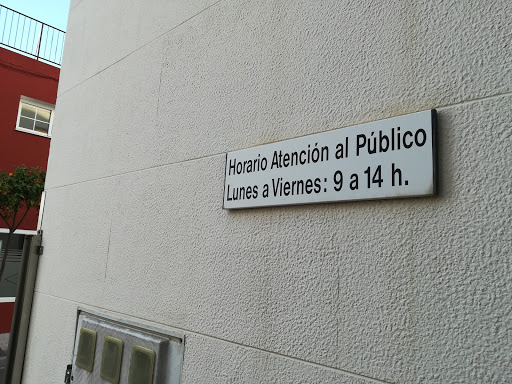 Horario Atención al Público
Lunes a Viernes: 9 a 14 h.